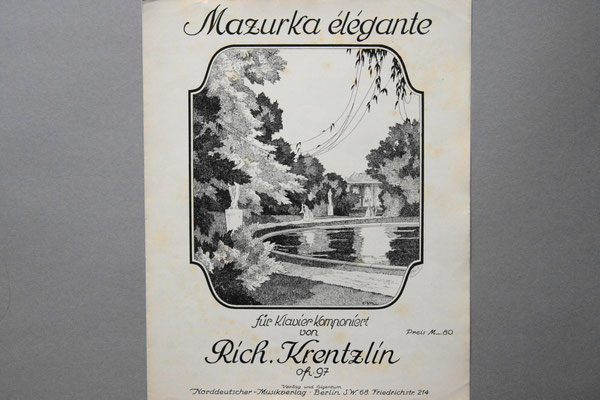 Mazurka élégante
für Klavier komponiert
von
Preis M_80
Rich. Krentzlin
op. 97
Verlag und Eigentum
Norddeutscher-Musikverlag - Berlin S.W. 68 Friedrichstr. 214